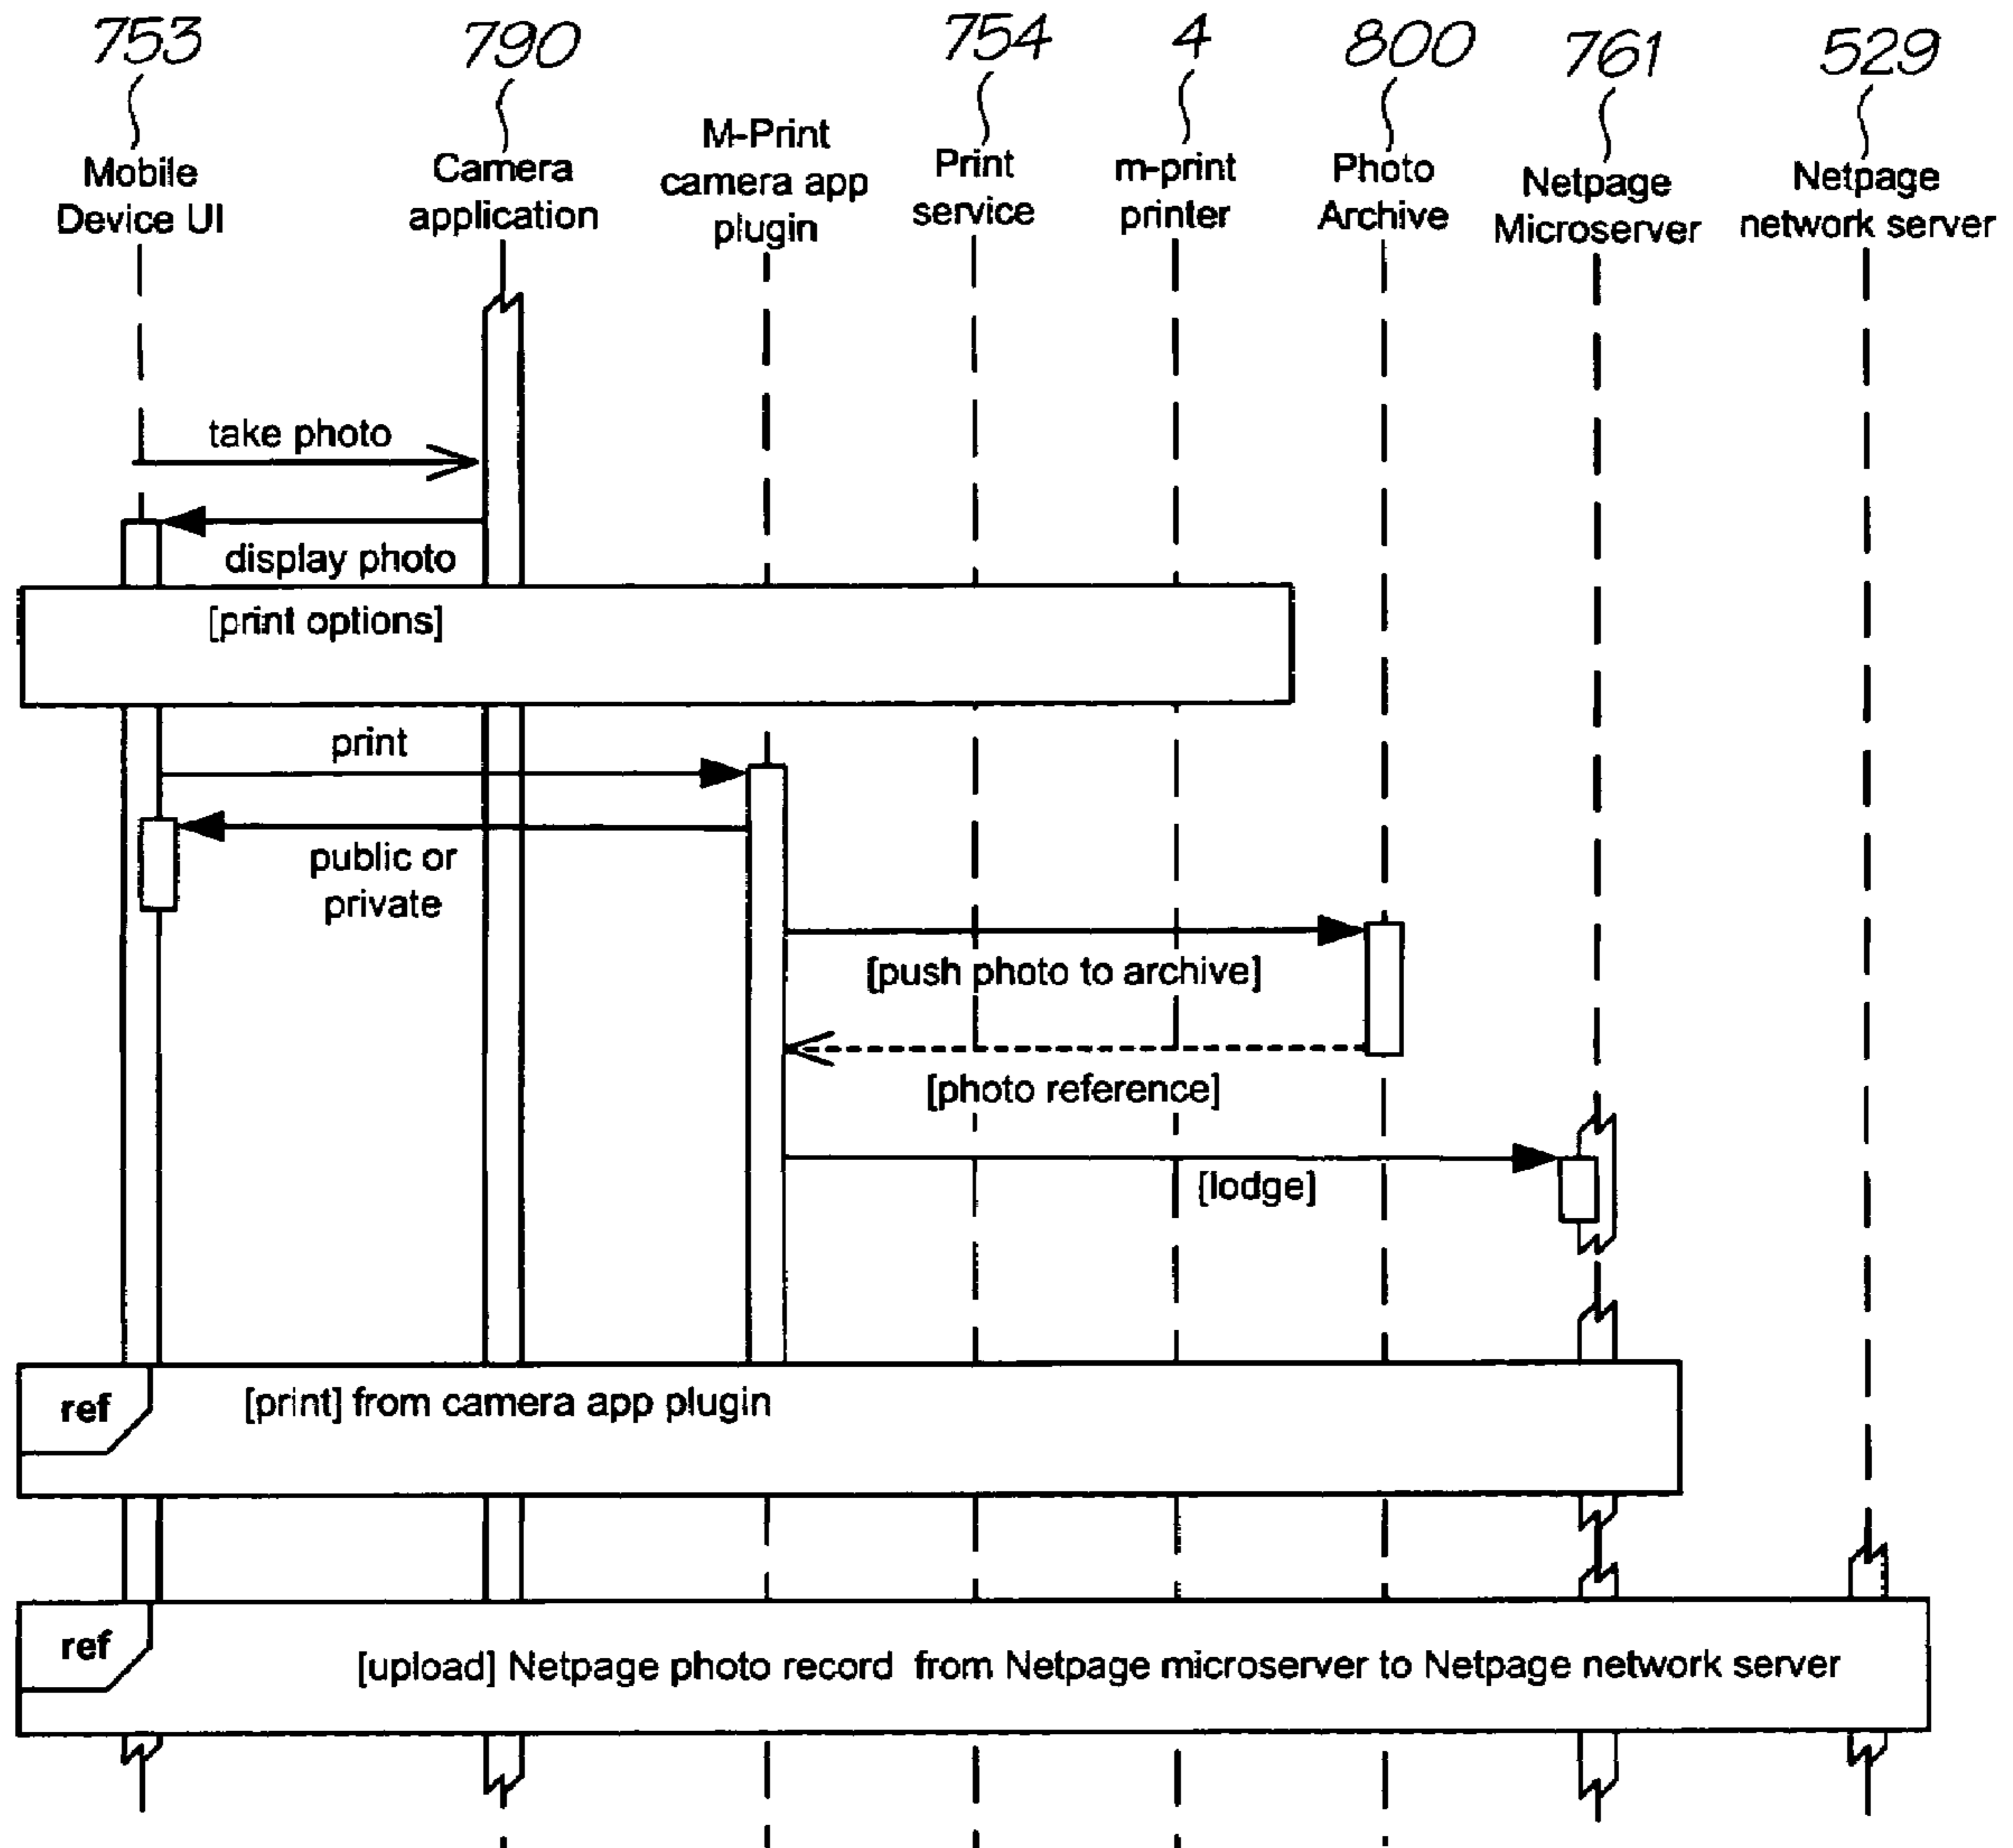 753
790
754
4
800
761
529
Mobile
Device UI
Camera
application
M-Print
camera app
plugin
Print
service
m-print
printer
Photo
Archive
Netpage
Microserver
Netpage
network server
take photo
display photo
[print options]
print
public or
private
[push photo to archive]
[photo reference]
[lodge]
ref
[print] from camera app plugin
ref
[upload] Netpage photo record from Netpage microserver to Netpage network server